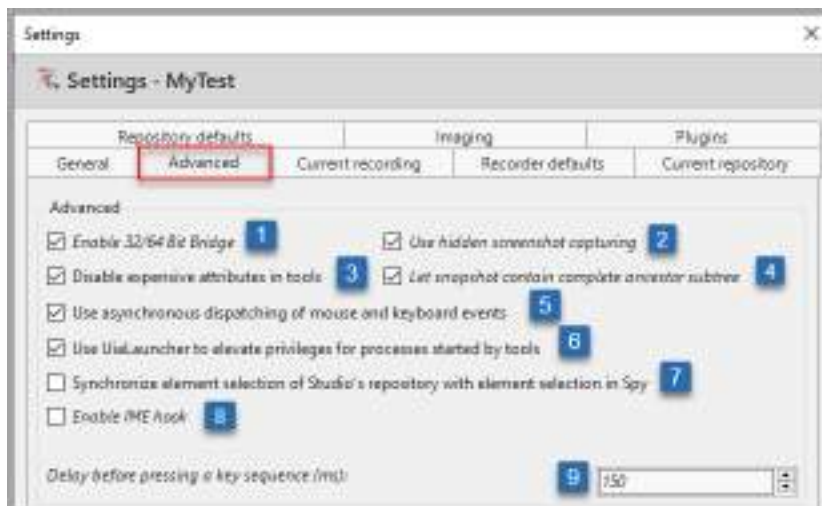 Settings
Settings - MyTest
Repository defaults Imaging Plugins
General Advanced Current recording Recorder defaults Current repository
Advanced
Enable 32/64 Bit Bridge 1 Use hidden screenshot capturing 2
Disable expensive attributes in tools 3 Let snapshot contain complete ancestor subtree 4
Use asynchronous dispatching of mouse and keyboard events 5
Use UiaLauncher to elevate privileges for processes started by tools 6
Synchronize element selection of Studio's repository with element selection in Spy 7
Enable IME hook 8
Delay before pressing a key sequence (ms): 9 150